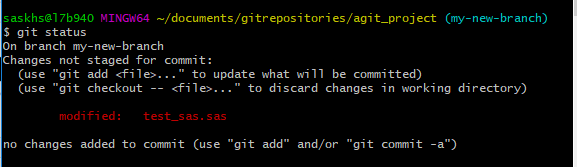 saskhs@l7b940 MINGW64 ~/documents/gitrepositories/agit_project (my-new-branch)
$ git status
On branch my-new-branch
Changes not staged for commit:
  (use "git add <file>..." to update what will be committed)
  (use "git checkout -- <file>..." to discard changes in working directory)
        modified:   test_sas.sas
no changes added to commit (use "git add" and/or "git commit -a")